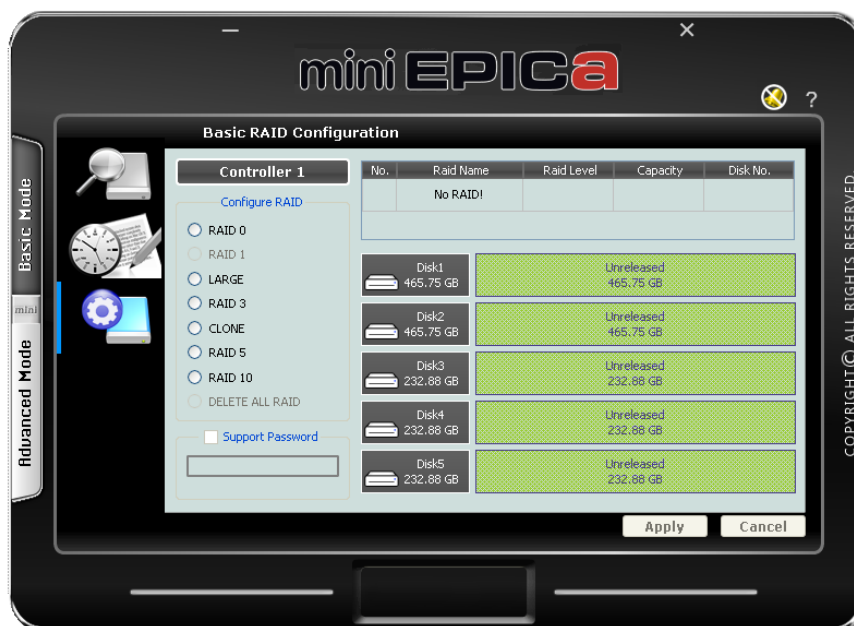 mini EPICa
?
Basic RAID Configuration
Basic Mode
mini
Advanced Mode
Controller 1
Configure RAID
RAID 0
RAID 1
LARGE
RAID 3
CLONE
RAID 5
RAID 10
DELETE ALL RAID
Support Password
No. Raid Name Raid Level Capacity Disk No.
No RAID!
Disk1 Unreleased
465.75 GB 465.75 GB
Disk2 Unreleased
465.75 GB 465.75 GB
Disk3 Unreleased
232.88 GB 232.88 GB
Disk4 Unreleased
232.88 GB 232.88 GB
Disk5 Unreleased
232.88 GB 232.88 GB
Apply Cancel
COPYRIGHT© ALL RIGHTS RESERVED